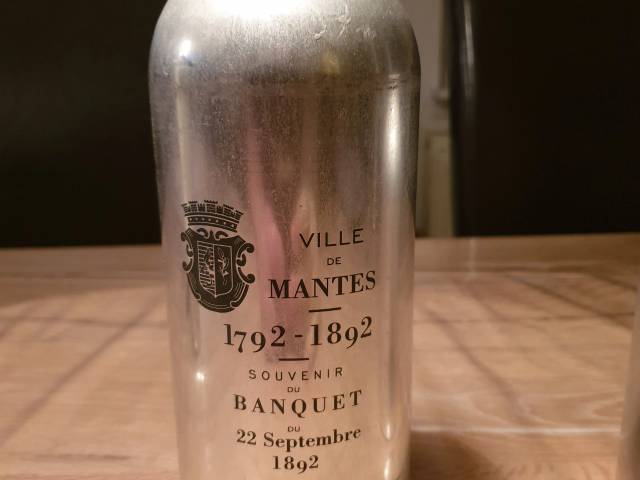 VILLE
DE
MANTES
1792-1892
SOUVENIR
DU
BANQUET
DU
22 Septembre
1892